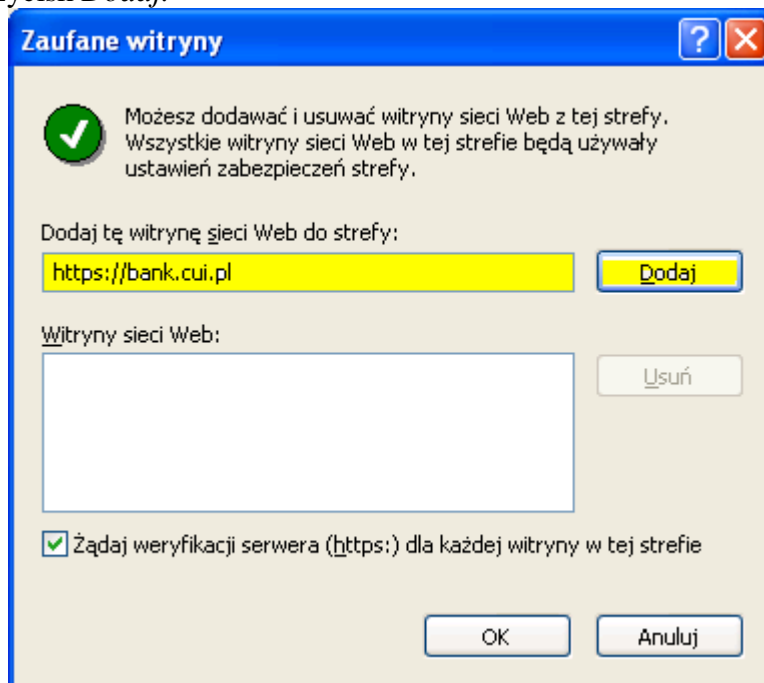 Dodaj.
Zaufane witryny
Możesz dodawać i usuwać witryny sieci Web z tej strefy.
Wszystkie witryny sieci Web w tej strefie będą używały
ustawień zabezpieczeń strefy.
Dodaj tę witrynę sieci Web do strefy:
https://bank.cui.pl
Dodaj
Witryny sieci Web:
Usuń
Żądaj weryfikacji serwera (https:) dla każdej witryny w tej strefie
OK
Anuluj